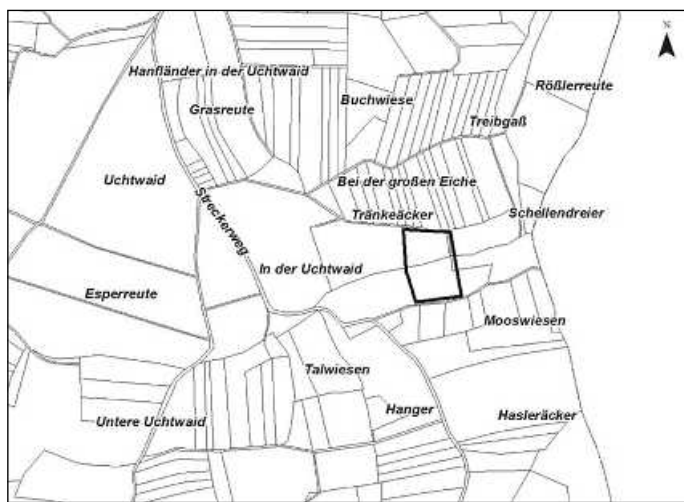 N
Hanfländer in der Uchtwaid
Rößlerreute
Buchwiese
Grasreute
Treibgaß
Uchtwaid
Bei der großen Eiche
Streckerweg
Tränkeäcker
Schellendreier
In der Uchtwaid
Esperreute
Mooswiesen
Talwiesen
Hanger
Untere Uchtwaid
Hasleräcker